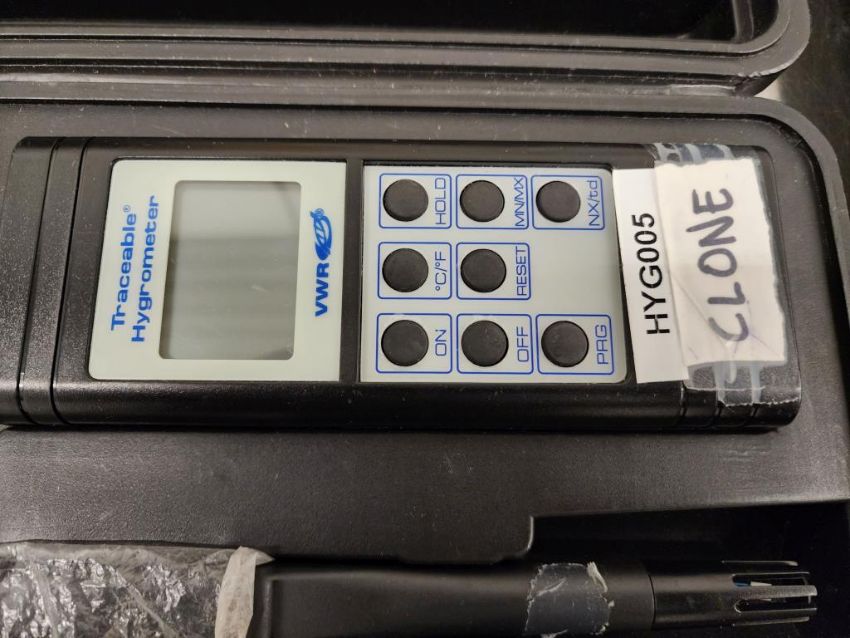 Traceable®
Hygrometer
VWR
HOLD
MN/MX
NX/td
°C/°F
RESET
ON
OFF
PRG
HYG005
CLONE